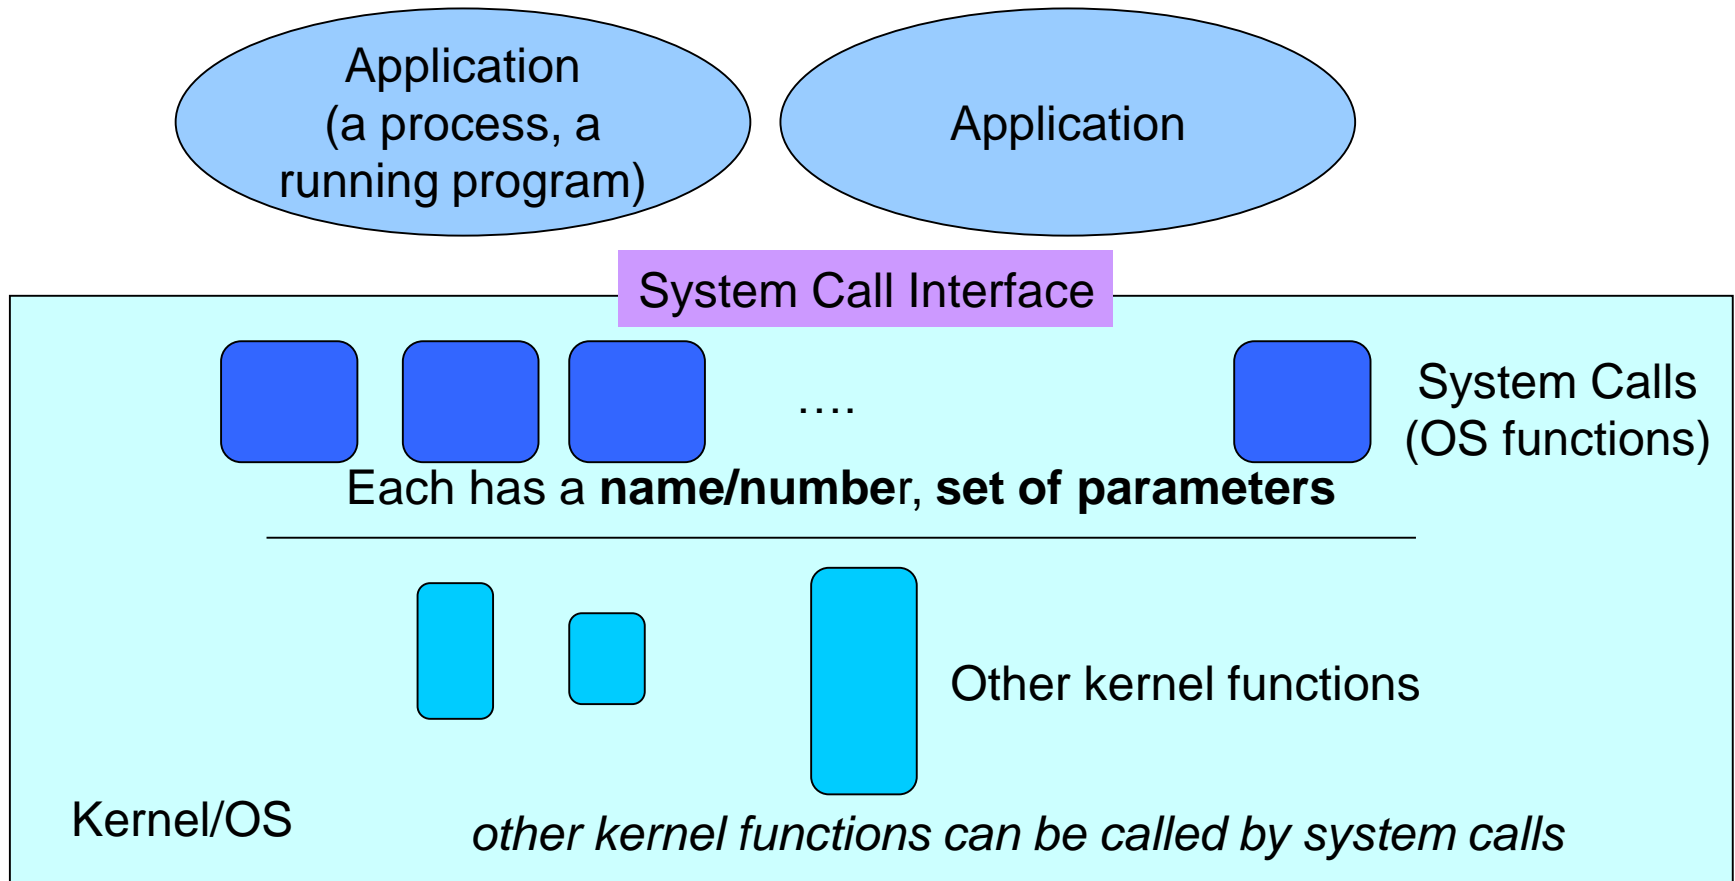 Application
(a process, a
running program)
Application
System Call Interface
….
System Calls
(OS functions)
Each has a name/number, set of parameters
Other kernel functions
Kernel/OS
other kernel functions can be called by system calls